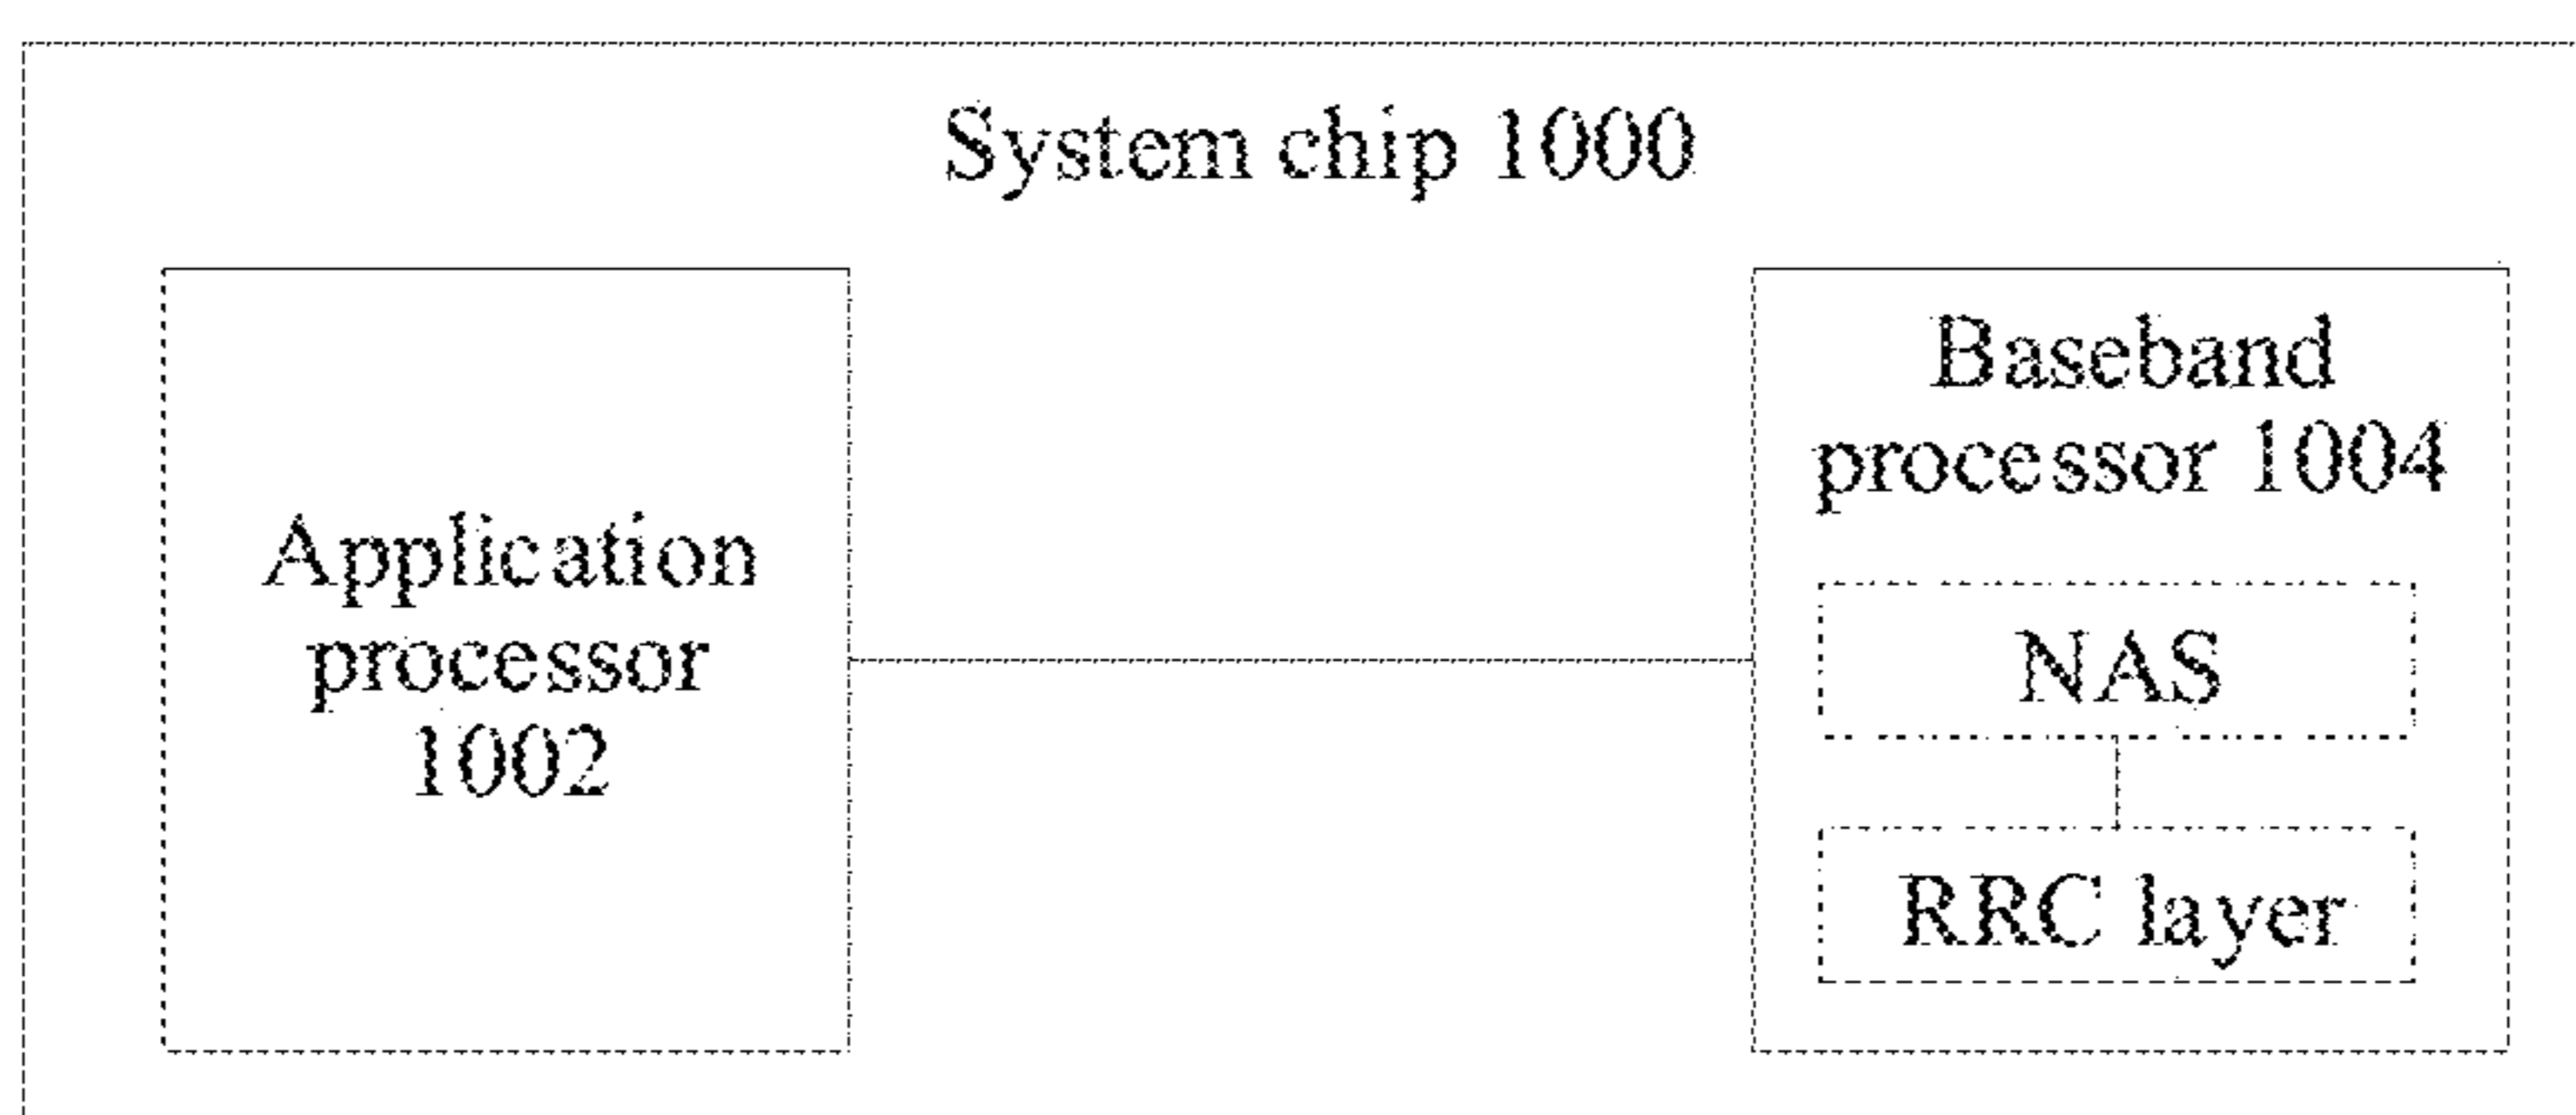 System chip 1000
Application
processor
1002
Baseband
processor 1004
NAS
RRC layer